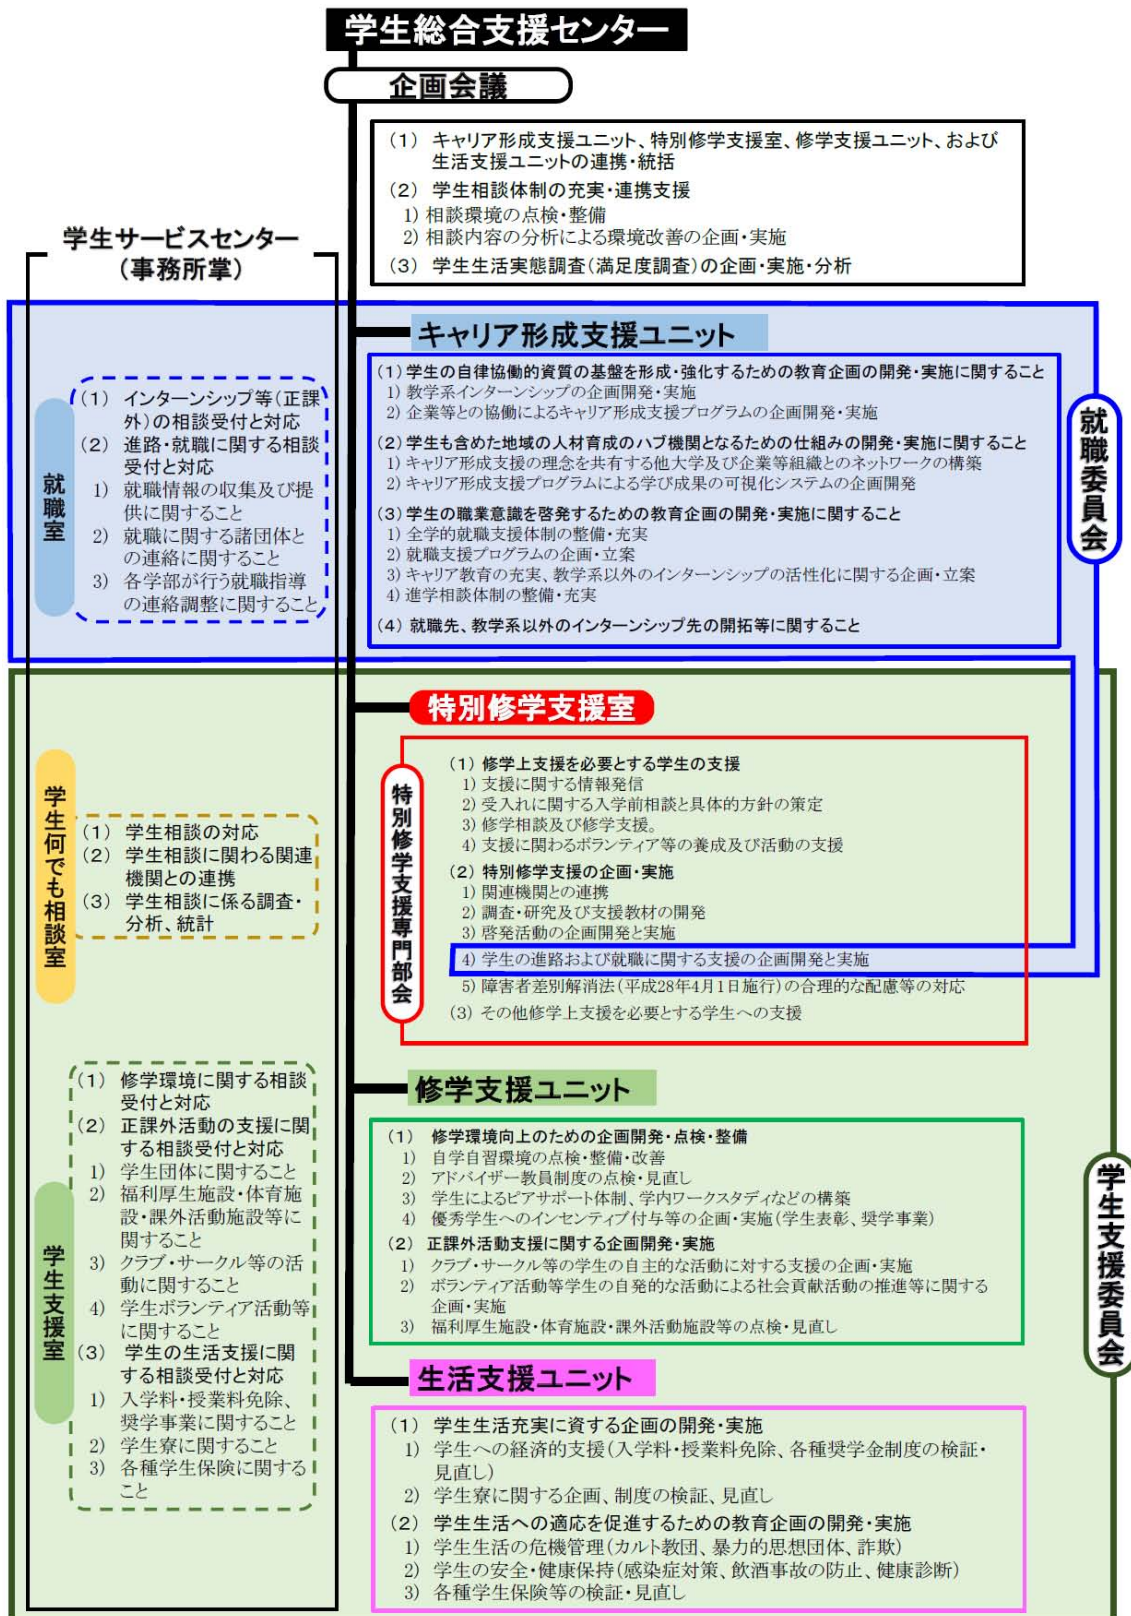 学生総合支援センター
企画会議
(1) キャリア形成支援ユニット、特別修学支援室、修学支援ユニット、および
生活支援ユニットの連携・統括
(2) 学生相談体制の充実・連携支援
1) 相談環境の点検・整備
2) 相談内容の分析による環境改善の企画・実施
(3) 学生生活実態調査(満足度調査)の企画・実施・分析
学生サービスセンター
(事務所掌)
就職室
(1) インターンシップ等(正課
外)の相談受付と対応
(2) 進路・就職に関する相談
受付と対応
1) 就職情報の収集及び提
供に関すること
2) 就職に関する諸団体と
の連絡に関すること
3) 各学部が行う就職指導
の連絡調整に関すること
キャリア形成支援ユニット
(1) 学生の自律協働的資質の基盤を形成・強化するための教育企画の開発・実施に関すること
1) 教学系インターンシップの企画開発・実施
2) 企業等との協働によるキャリア形成支援プログラムの企画開発・実施
(2) 学生も含めた地域の人材育成のハブ機関となるための仕組みの開発・実施に関すること
1) キャリア形成支援の理念を共有する他大学及び企業等組織とのネットワークの構築
2) キャリア形成支援プログラムによる学び成果の可視化システムの企画開発
(3) 学生の職業意識を啓発するための教育企画の開発・実施に関すること
1) 全学的就職支援体制の整備・充実
2) 就職支援プログラムの企画・立案
3) キャリア教育の充実、教学系以外のインターンシップの活性化に関する企画・立案
4) 進学相談体制の整備・充実
(4) 就職先、教学系以外のインターンシップ先の開拓等に関すること
就職委員会
学生何でも相談室
(1) 学生相談の対応
(2) 学生相談に関わる関連
機関との連携
(3) 学生相談に係る調査・
分析、統計
特別修学支援室
特別修学支援専門部会
(1) 修学上支援を必要とする学生の支援
1) 支援に関する情報発信
2) 受入れに関する入学前相談と具体的方針の策定
3) 修学相談及び修学支援。
4) 支援に関わるボランティア等の養成及び活動の支援
(2) 特別修学支援の企画・実施
1) 関連機関との連携
2) 調査・研究及び支援教材の開発
3) 啓発活動の企画開発と実施
4) 学生の進路および就職に関する支援の企画開発と実施
5) 障害者差別解消法(平成28年4月1日施行)の合理的な配慮等の対応
(3) その他修学上支援を必要とする学生への支援
学生支援室
(1) 修学環境に関する相談
受付と対応
(2) 正課外活動の支援に関
する相談受付と対応
1) 学生団体に関すること
2) 福利厚生施設・体育施
設・課外活動施設等に
関すること
3) クラブ・サークル等の活
動に関すること
4) 学生ボランティア活動等
に関すること
(3) 学生の生活支援に関
する相談受付と対応
1) 入学料・授業料免除、
奨学事業に関すること
2) 学生寮に関すること
3) 各種学生保険に関する
こと
修学支援ユニット
(1) 修学環境向上のための企画開発・点検・整備
1) 自学自習環境の点検・整備・改善
2) アドバイザー教員制度の点検・見直し
3) 学生によるピアサポート体制、学内ワークスタディなどの構築
4) 優秀学生へのインセンティブ付与等の企画・実施(学生表彰、奨学事業)
(2) 正課外活動支援に関する企画開発・実施
1) クラブ・サークル等の学生の自主的な活動に対する支援の企画・実施
2) ボランティア活動等学生の自発的な活動による社会貢献活動の推進等に関する
企画・実施
3) 福利厚生施設・体育施設・課外活動施設等の点検・見直し
生活支援ユニット
(1) 学生生活充実に資する企画の開発・実施
1) 学生への経済的支援(入学料・授業料免除、各種奨学金制度の検証・
見直し)
2) 学生寮に関する企画、制度の検証、見直し
(2) 学生生活への適応を促進するための教育企画の開発・実施
1) 学生生活の危機管理(カルト教団、暴力的思想団体、詐欺)
2) 学生の安全・健康保持(感染症対策、飲酒事故の防止、健康診断)
3) 各種学生保険等の検証・見直し
学生支援委員会